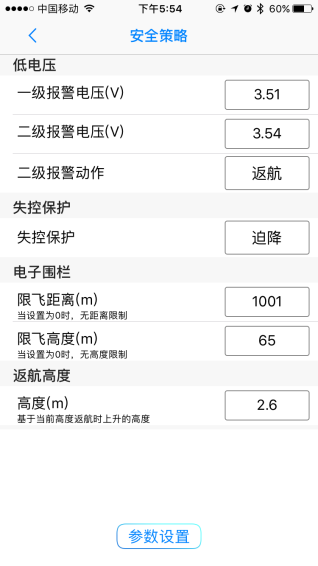 中国移动 下午5:54 60%
安全策略
低电压
一级报警电压(V) 3.51
二级报警电压(V) 3.54
二级报警动作 返航
失控保护
失控保护 迫降
电子围栏
限飞距离(m) 1001
当设置为0时，无距离限制
限飞高度(m) 65
当设置为0时，无高度限制
返航高度
高度(m) 2.6
基于当前高度返航时上升的高度
参数设置